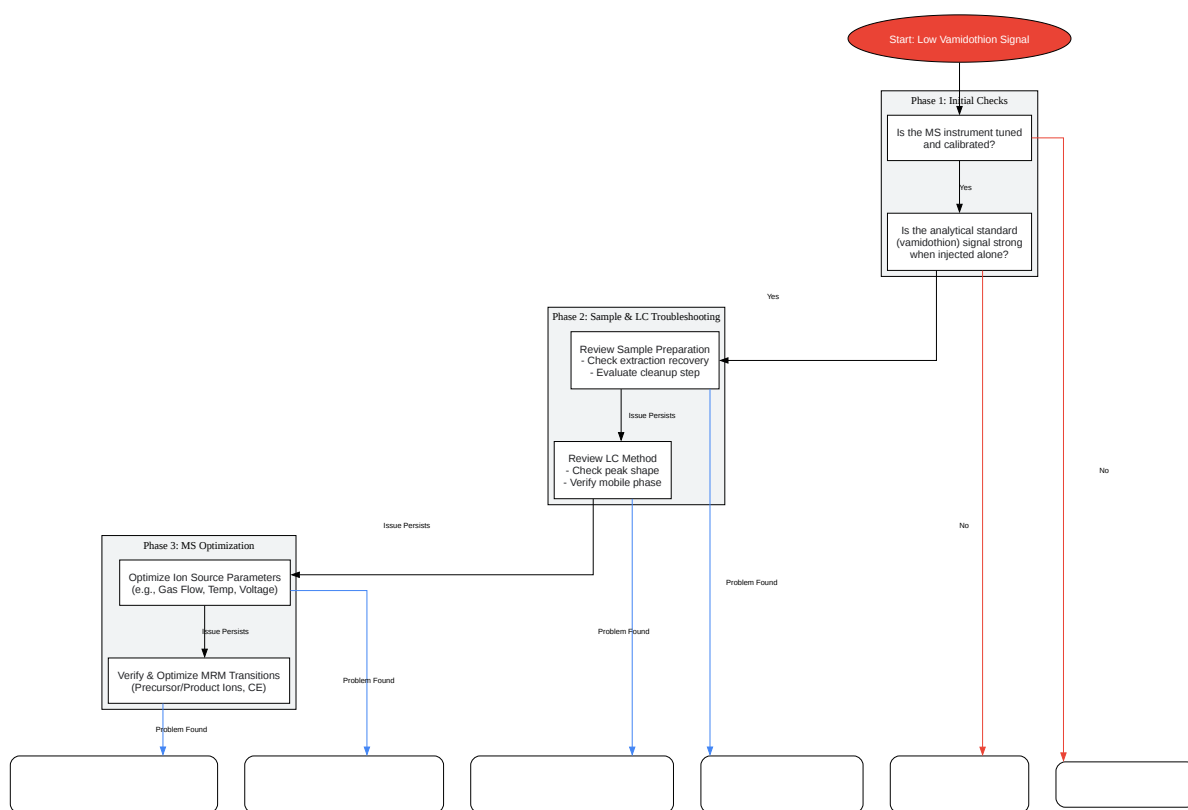 Start: Low Vamidothion Signal
Phase 1: Initial Checks
Is the MS instrument tuned
and calibrated?
Yes
Is the analytical standard
(vamidothion) signal strong
when injected alone?
Yes
Phase 2: Sample & LC Troubleshooting
Review Sample Preparation
- Check extraction recovery
- Evaluate cleanup step
Issue Persists
Review LC Method
- Check peak shape
- Verify mobile phase
No
Issue Persists
No
Phase 3: MS Optimization
Optimize Ion Source Parameters
(e.g., Gas Flow, Temp, Voltage)
Problem Found
Issue Persists
Problem Found
Verify & Optimize MRM Transitions
(Precursor/Product Ions, CE)
Problem Found
Problem Found